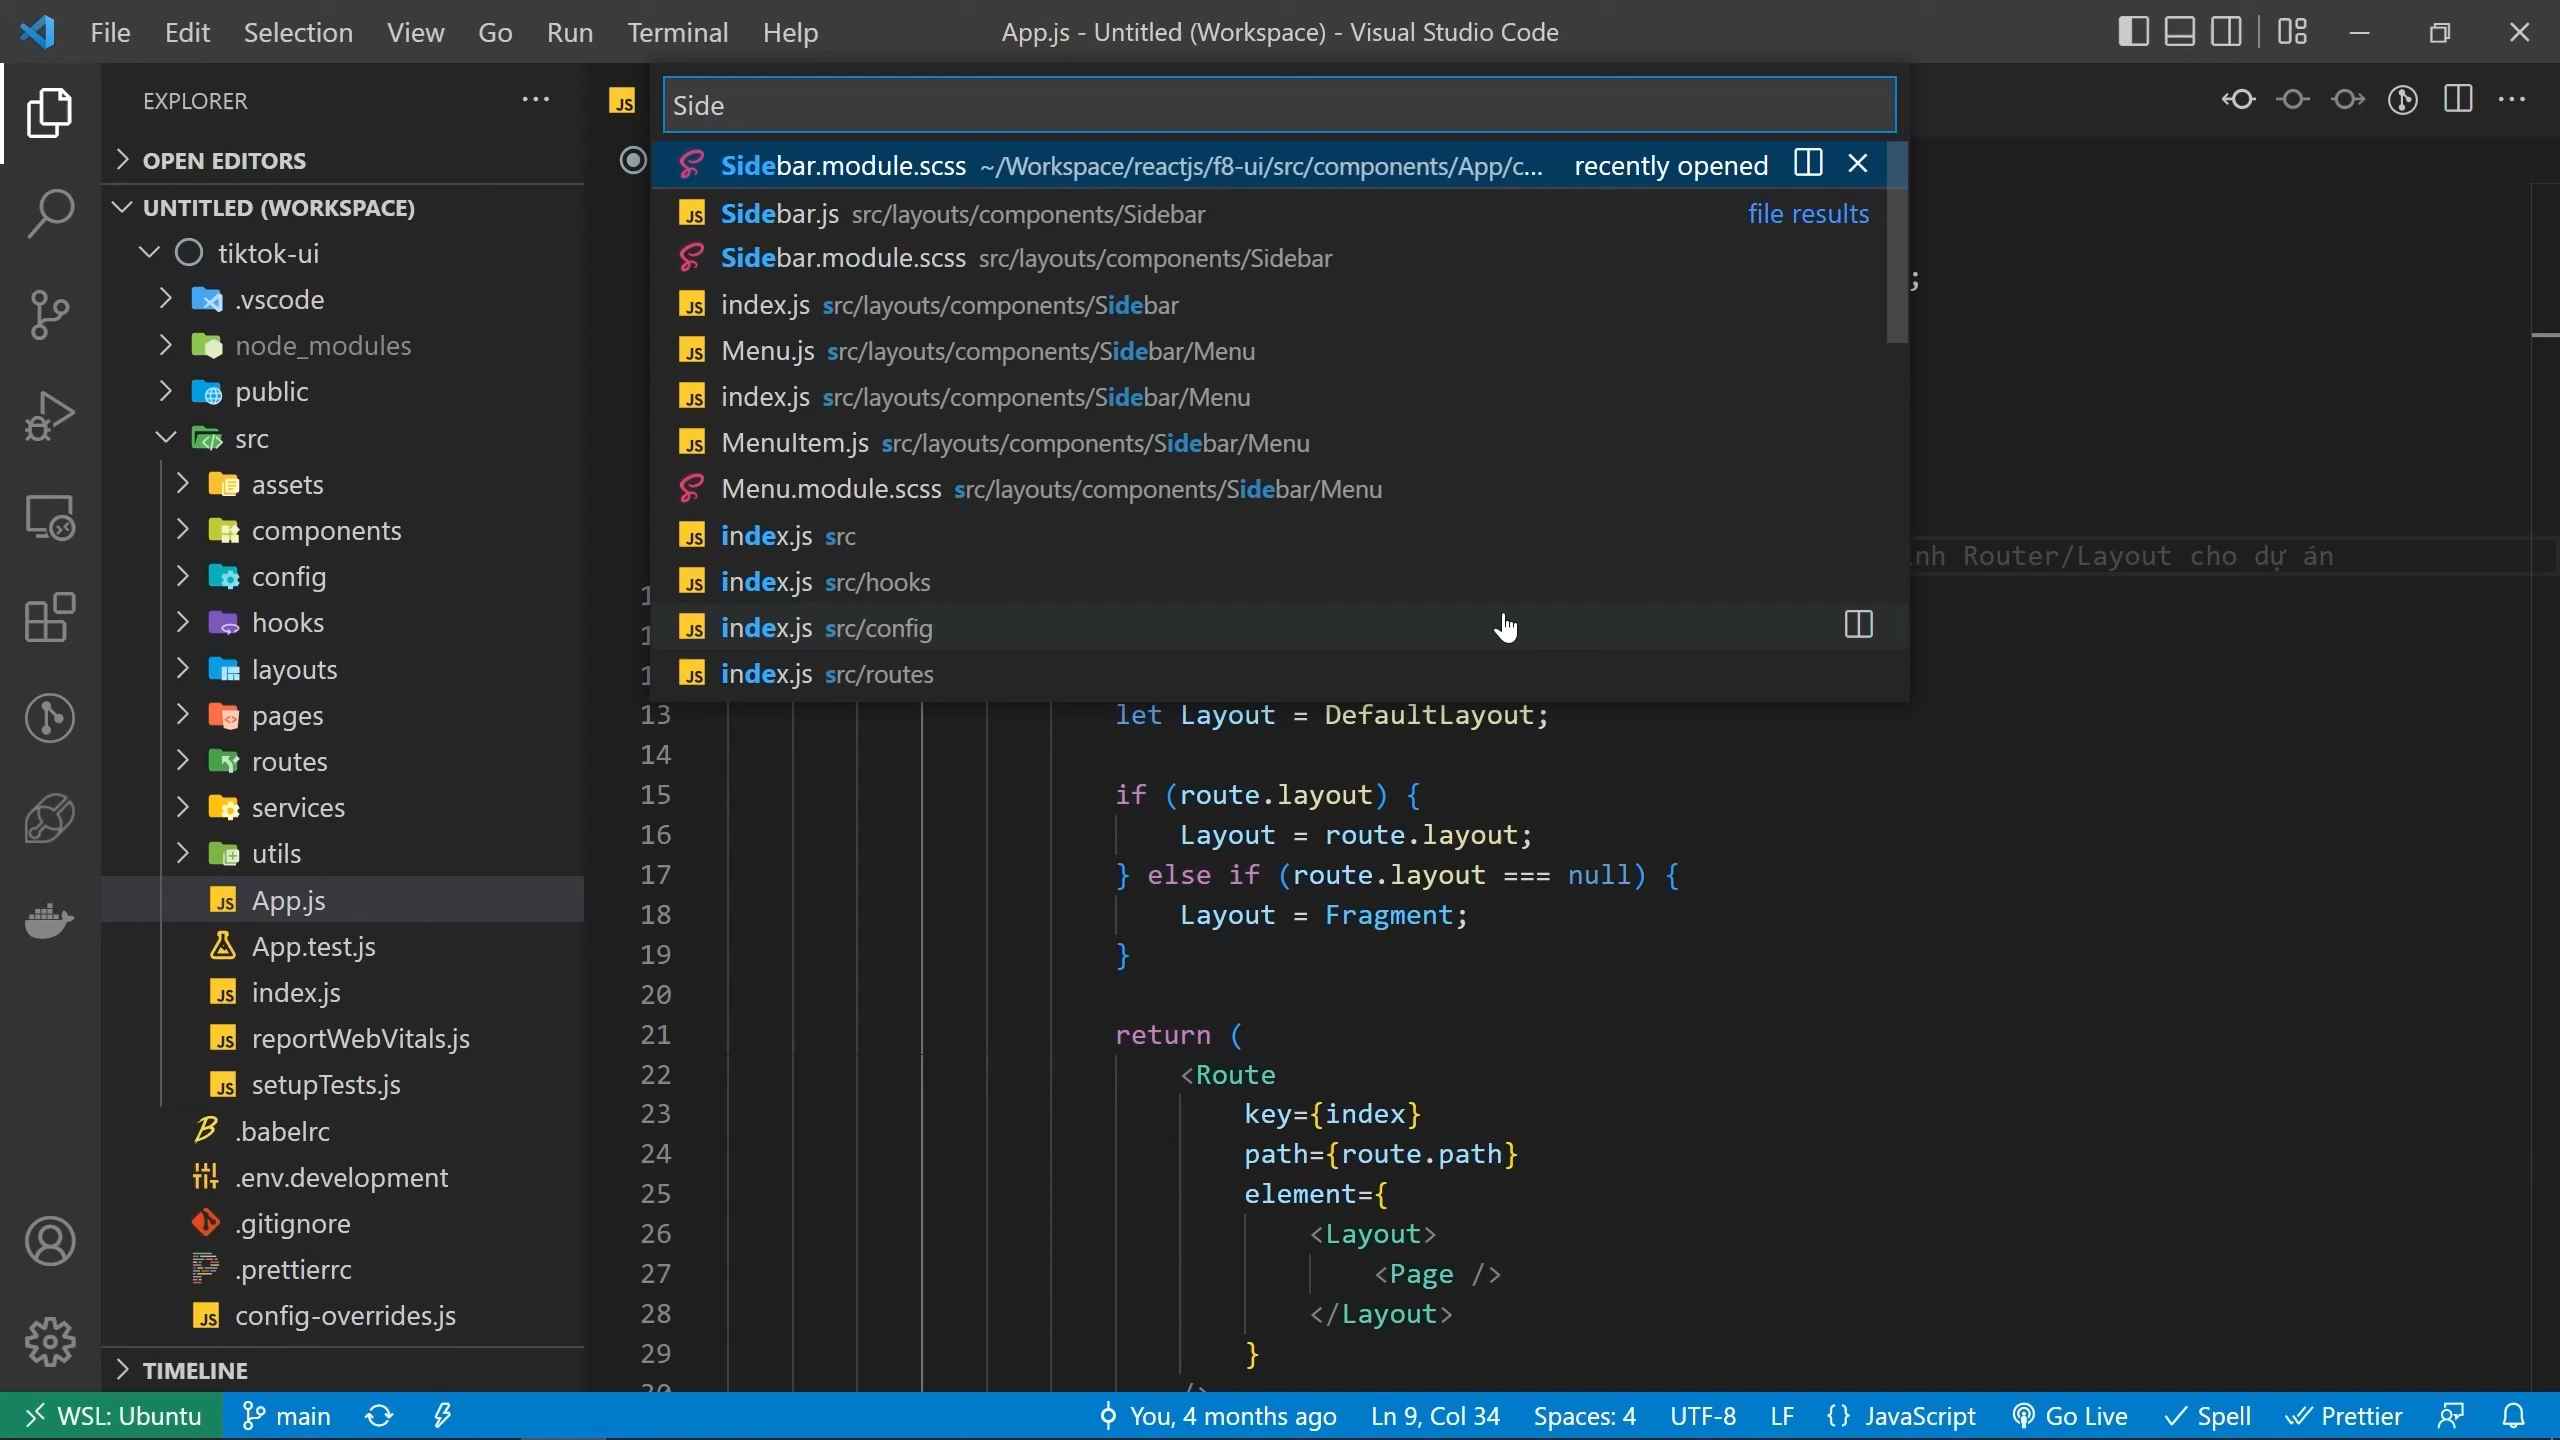 File Edit Selection View Go Run Terminal Help App.js - Untitled (Workspace) - Visual Studio Code
EXPLORER
OPEN EDITORS
UNTITLED (WORKSPACE)
tiktok-ui
.vscode
node_modules
public
src
assets
components
config
hooks
layouts
pages
routes
services
utils
App.js
App.test.js
index.js
reportWebVitals.js
setupTests.js
.babelrc
.env.development
.gitignore
.prettierrc
config-overrides.js
TIMELINE
Side
Sidebar.module.scss ~/Workspace/reactjs/f8-ui/src/components/App/c... recently opened
Sidebar.js src/layouts/components/Sidebar file results
Sidebar.module.scss src/layouts/components/Sidebar
index.js src/layouts/components/Sidebar
Menu.js src/layouts/components/Sidebar/Menu
index.js src/layouts/components/Sidebar/Menu
MenuItem.js src/layouts/components/Sidebar/Menu
Menu.module.scss src/layouts/components/Sidebar/Menu
index.js src
index.js src/hooks
index.js src/config
index.js src/routes
;
Router/Layout cho dự án
13 let Layout = DefaultLayout;
14
15 if (route.layout) {
16 Layout = route.layout;
17 } else if (route.layout === null) {
18 Layout = Fragment;
19 }
20
21 return (
22 <Route
23 key={index}
24 path={route.path}
25 element={
26 <Layout>
27 <Page />
28 </Layout>
29 }
WSL: Ubuntu main You, 4 months ago Ln 9, Col 34 Spaces: 4 UTF-8 LF {} JavaScript Go Live Spell Prettier